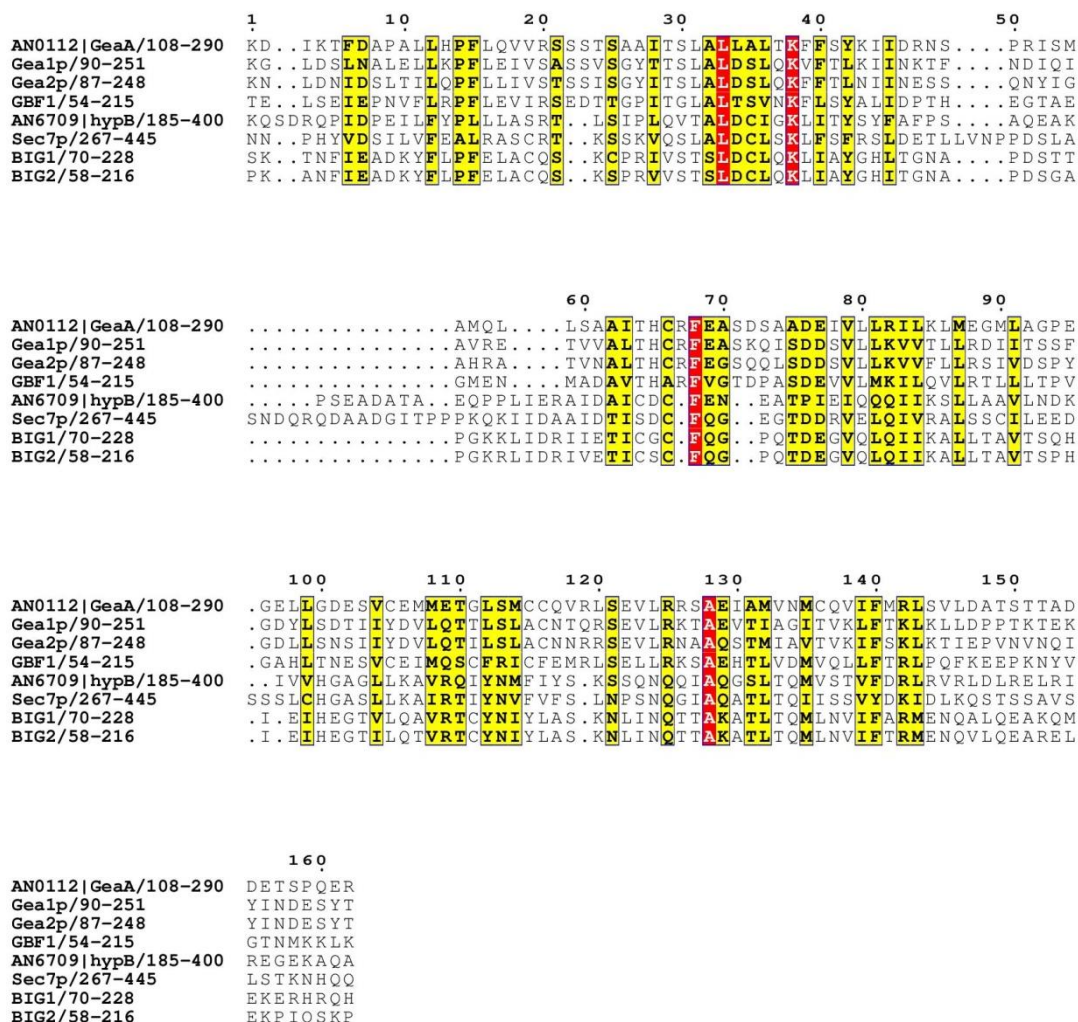 1 10 20 30 40 50
AN0112|GeaA/108-290 KD..IKTFDAPALLHPFLQVVRSSSTSAAITSLALLALTKFFSYKIIDRNS....PRISM
Gea1p/90-251 KG..LDSLNALELLKPFLEIVSASSVSGYTTSLALDSLQKVFTLKIINKTF....NDIQI
Gea2p/87-248 KN..LDNIDSLTILQPFLLIVSTSSISGYITSLALDSLQKFFTLNIINESS....QNYIG
GBF1/54-215 TE..LSEIEPNVFLRPFLEVIRSEDTTGPITGLALTSVNKFLSYALIDPTH....EGTAE
AN6709|hypB/185-400 KQSDRQPIDPEILFYPLLLASRT..LSIPLQVTALDCIGKLITYSYFAFPS....AQEAK
Sec7p/267-445 NN..PHYVDSILVFEALRASCRT..KSSKVQSLALDCLSKLFSFRSLDETLLVNPPDSLA
BIG1/70-228 SK..TNFIEADKYFLPFELACQS..KCPRIVSTSLDCLQKLIAYGHLTGNA....PDSTT
BIG2/58-216 PK..ANFIEADKYFLPFELACQS..KSPRVVSTSLDCLQKLIAYGHITGNA....PDSGA
60 70 80 90
AN0112|GeaA/108-290 ...............AMQL....LSAAITHCRFEASDSAADEIVLLRILKLMEGMLAGPE
Gea1p/90-251 ...............AVRE....TVVALTHCRFEASKQISDDSVLLKVVTLLRDIITSSF
Gea2p/87-248 ...............AHRA....TVNALTHCRFEGSQQLSDDSVLLKVVFLLRSIVDSPY
GBF1/54-215 ...............GMEN....MADAVTHARFVGTDPASDEVVLMKILQVLRTLLLTPV
AN6709|hypB/185-400 .....PSEADATA..EQPPLIERAIDAICDC.FEN..EATPIEIQQQIIKSLLAAVLNDK
Sec7p/267-445 SNDQRQDAADGITPPPKQKIIDAAIDTISDC.FQG..EGTDDRVELQIVRALSSCILEED
BIG1/70-228 ...............PGKKLIDRIIETICGC.FQG..PQTDEGVQLQIIKALLTAVTSQH
BIG2/58-216 ...............PGKRLIDRIVETICSC.FQG..PQTDEGVQLQIIKALLTAVTSPH
100 110 120 130 140 150
AN0112|GeaA/108-290 .GELLGDESVCEMMETGLSMCCQVRLSEVLRRSAEIAMVNMCQVIFMRLSVLDATSTTAD
Gea1p/90-251 .GDYLSDTIIYDVLQTTLSLACNTQRSEVLRKTAEVTIAGITVKLFTKLKLLDPPTKTEK
Gea2p/87-248 .GDLLSNSIIYDVLQTILSLACNNRRSEVLRNAAQSTMIAVTVKIFSKLKTIEPVNVNQI
GBF1/54-215 .GAHLTNESVCEIMQSCFRICFEMRLSELLRKSAEHTLVDMVQLLFTRLPQFKEEPKNYV
AN6709|hypB/185-400 .IVVHGAGLLKAVRQIYNMFIYS.KSSQNQQIAQGSLTQMVSTVFDRLRVRLDLRELRI
Sec7p/267-445 SSSLCHGASLLKAIRTIYNVFVFS.LNPSNQGIAQATLTQIISSVYDKIDLKQSTSSAVS
BIG1/70-228 .I.EIHEGTVLQAVRTCYNIYLAS.KNLINQTTAKATLTQMLNVIFARMENQALQEAKQM
BIG2/58-216 .I.EIHEGTILQTVRTCYNIYLAS.KNLINQTTAKATLTQMLNVIFTRMENQVLQEAREL
160
AN0112|GeaA/108-290 DETSPQER
Gea1p/90-251 YINDESYT
Gea2p/87-248 YINDESYT
GBF1/54-215 GTNMKKLK
AN6709|hypB/185-400 REGEKAQA
Sec7p/267-445 LSTKNHQQ
BIG1/70-228 EKERHRQH
BIG2/58-216 EKPIQSKP